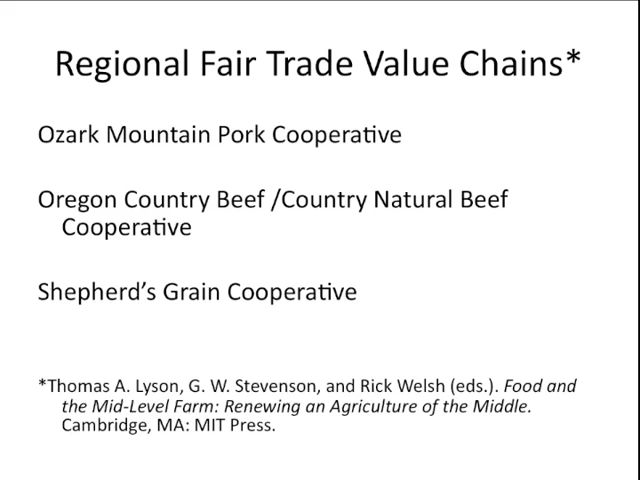 Regional Fair Trade Value Chains*
Ozark Mountain Pork Cooperative
Oregon Country Beef /Country Natural Beef
Cooperative
Shepherd’s Grain Cooperative
*Thomas A. Lyson, G. W. Stevenson, and Rick Welsh (eds.). Food and
the Mid-Level Farm: Renewing an Agriculture of the Middle.
Cambridge, MA: MIT Press.